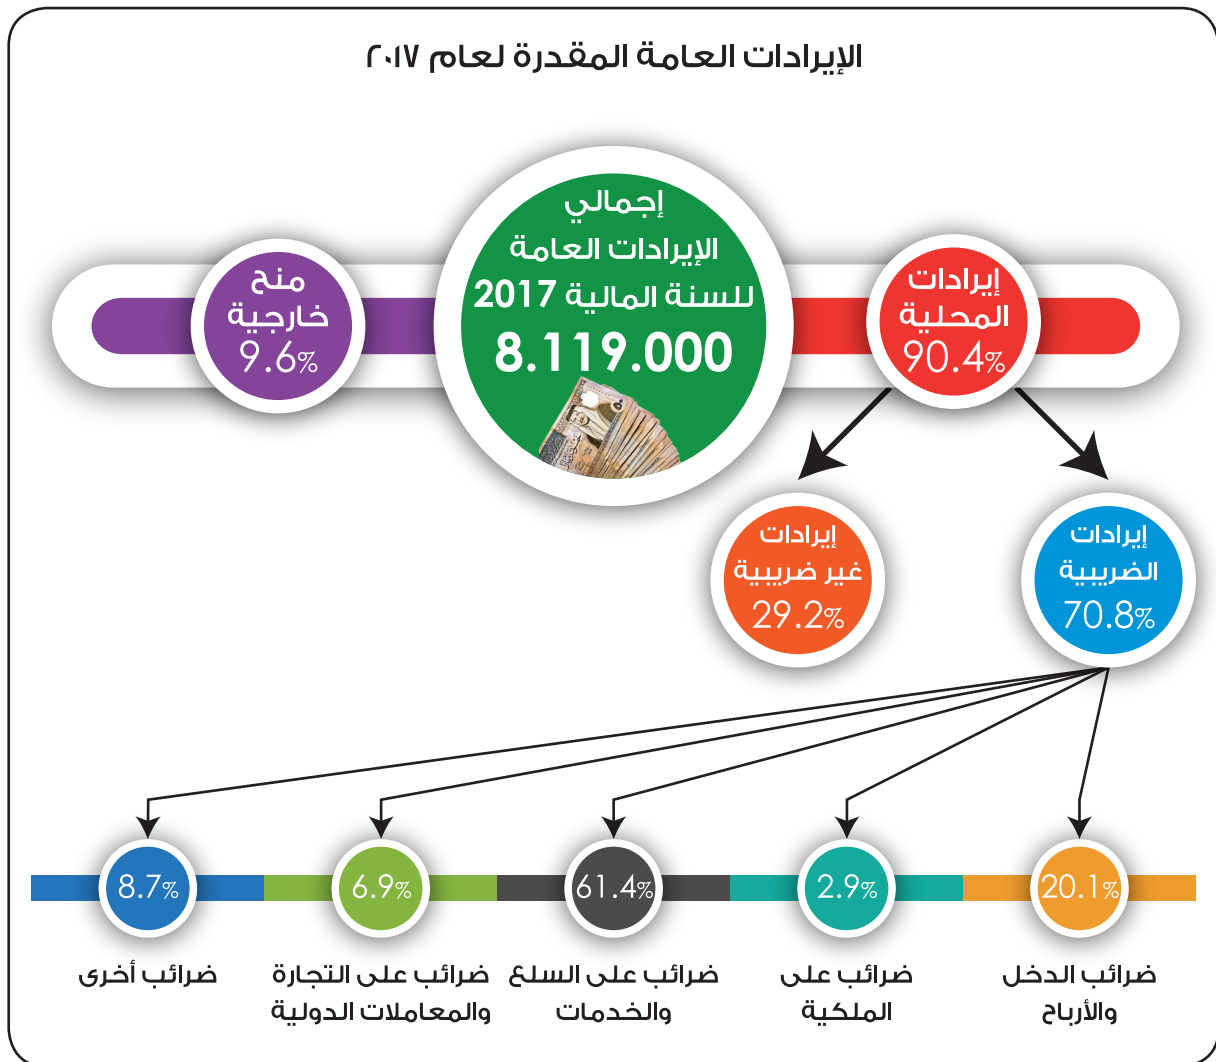 الإيرادات العامة المقدرة لعام ٢٠١٧
إيرادات
المحلية
90.4%
إجمالي
الإيرادات العامة
للسنة المالية 2017
8.119.000
منح
خارجية
9.6%
إيرادات
الضريبية
70.8%
إيرادات
غير ضريبية
29.2%
20.1%
2.9%
61.4%
6.9%
8.7%
ضرائب الدخل
والأرباح
ضرائب على
الملكية
ضرائب على السلع
والخدمات
ضرائب على التجارة
والمعاملات الدولية
ضرائب أخرى